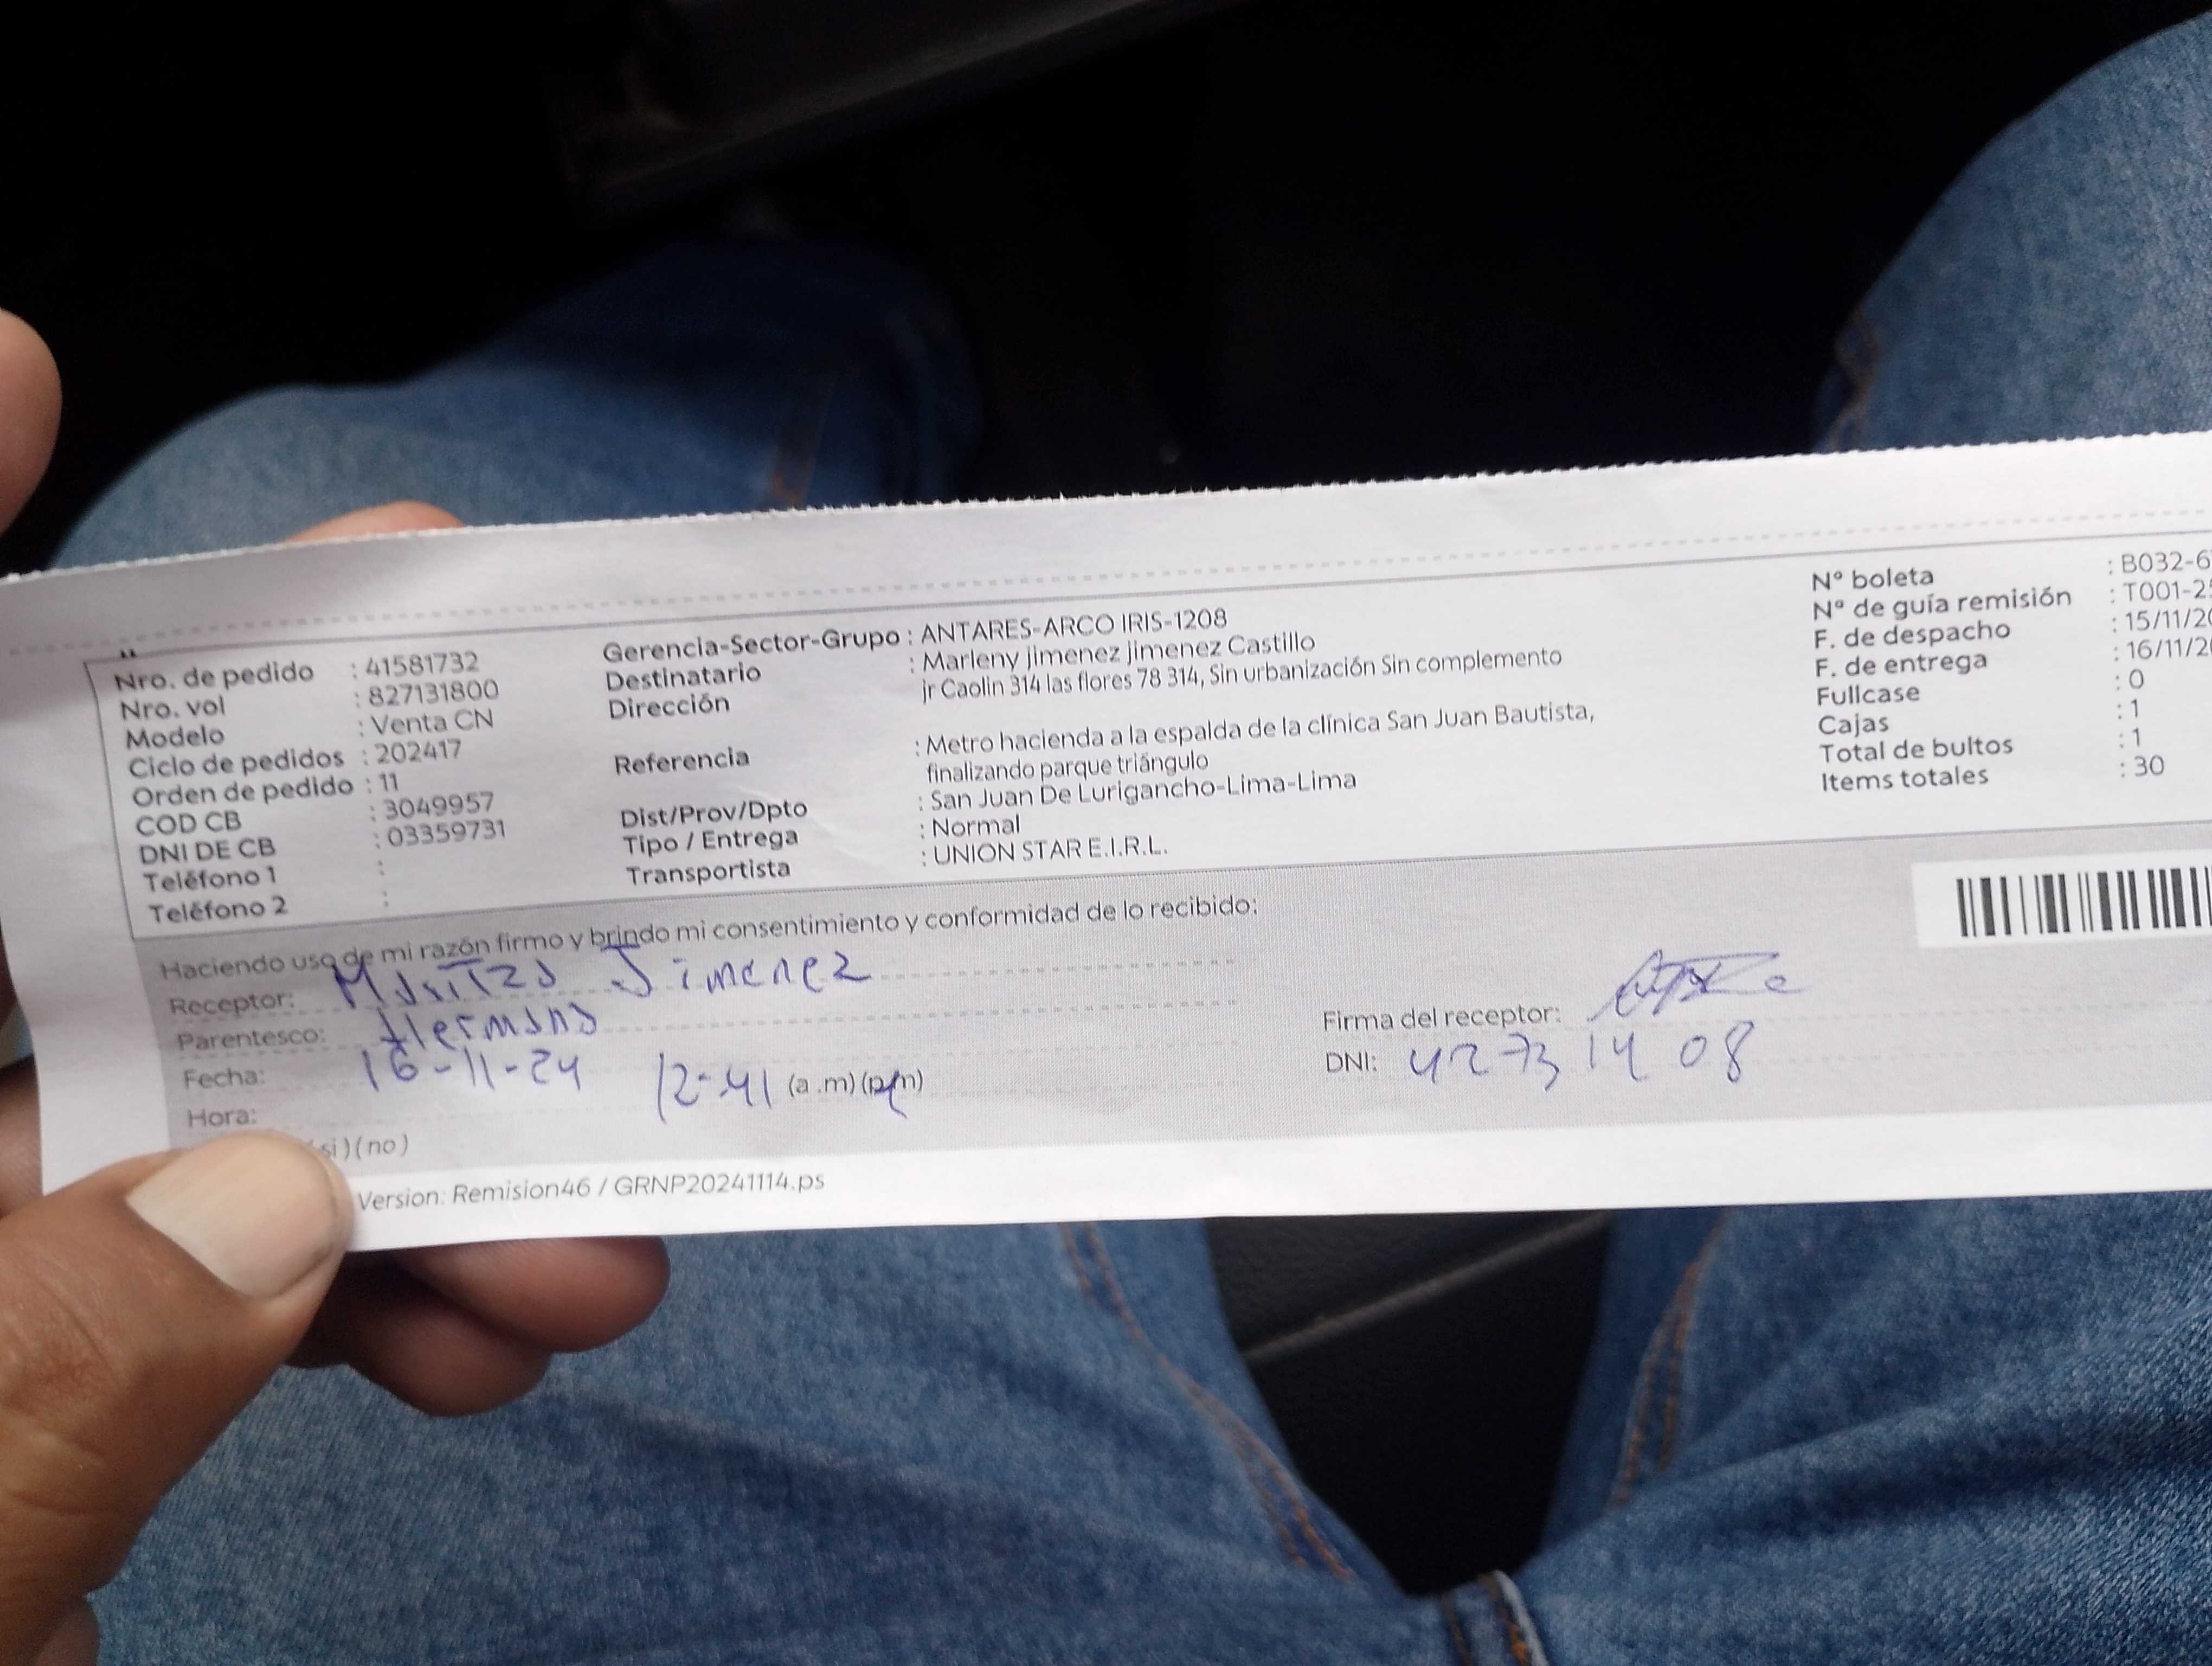 Nro. de pedido : 41581732
Nro. vol : 827131800
Modelo : Venta CN
Ciclo de pedidos : 202417
Orden de pedido : 11
COD CB : 3049957
DNI DE CB : 03359731
Teléfono 1 :
Teléfono 2 :
Gerencia-Sector-Grupo : ANTARES-ARCO IRIS-1208
Destinatario : Marleny jimenez jimenez Castillo
Dirección jr Caolin 314 las flores 78 314, Sin urbanización Sin complemento
Referencia : Metro hacienda a la espalda de la clínica San Juan Bautista,
finalizando parque triángulo
Dist/Prov/Dpto : San Juan De Lurigancho-Lima-Lima
Tipo / Entrega : Normal
Transportista : UNION STAR E.I.R.L.
N° boleta : B032-6
N° de guía remisión : T001-2
F. de despacho : 15/11/20
F. de entrega : 16/11/2
Fullcase : 0
Cajas : 1
Total de bultos : 1
Items totales : 30
Haciendo uso de mi razón firmo y brindo mi consentimiento y conformidad de lo recibido:
Receptor: Maritza Jimenez
Parentesco: Hermana
Fecha: 16-11-24
Hora: 12:41 (a .m) (p.m)
si ) ( no )
Firma del receptor:
DNI: 42731408
Version: Remision46 / GRNP20241114.ps